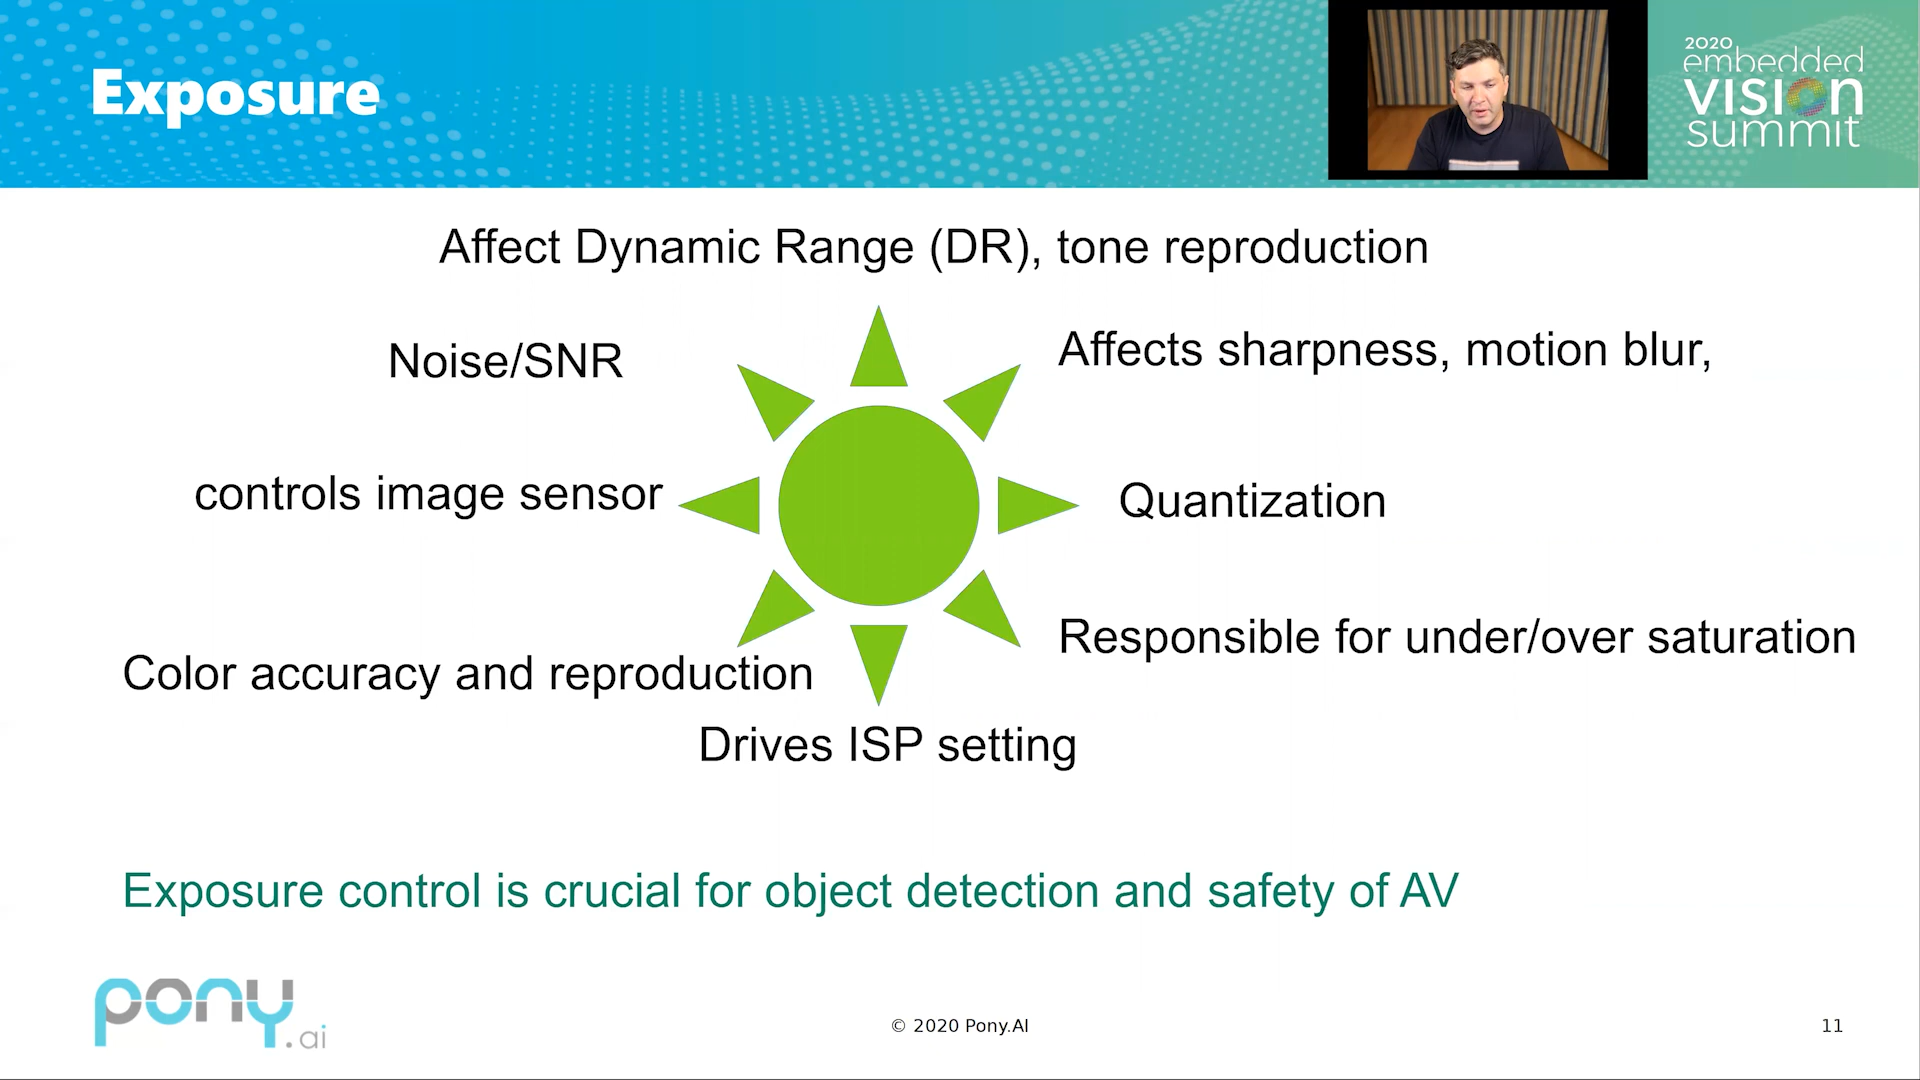 Exposure
2020
embedded
vision
summit
Affect Dynamic Range (DR), tone reproduction
Noise/SNR
Affects sharpness, motion blur,
controls image sensor
Quantization
Responsible for under/over saturation
Color accuracy and reproduction
Drives ISP setting
Exposure control is crucial for object detection and safety of AV
pony.ai
© 2020 Pony.AI
11